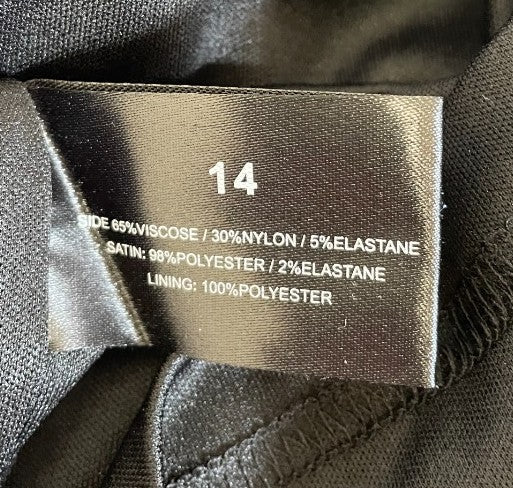 14
SIDE 65%VISCOSE / 30%NYLON / 5%ELASTANE
SATIN: 98%POLYESTER / 2%ELASTANE
LINING: 100%POLYESTER